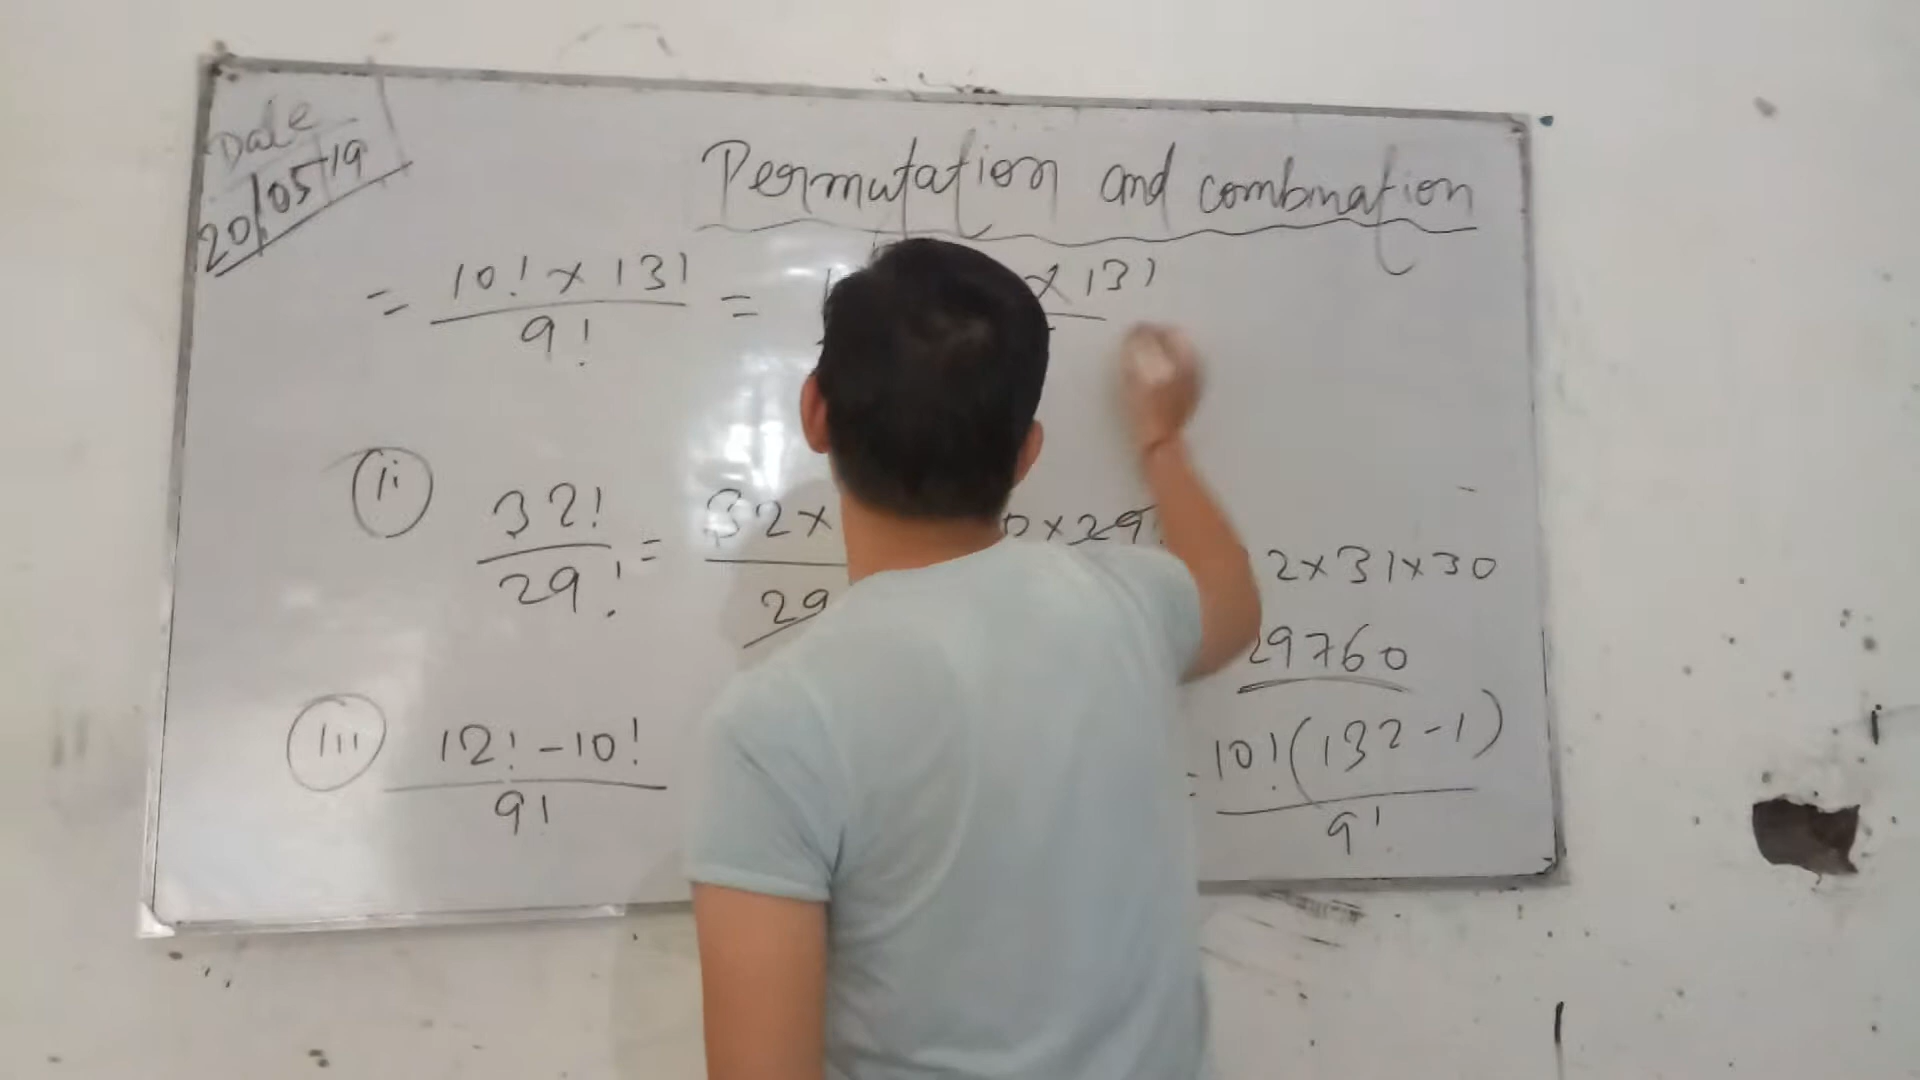 Date
20/05/19
Permutation and combination
= 10! × 131 / 9! = × 131
(ii) 32! / 29! = 32× 0×29! / 29 2×31×30
29760
(iii) 12! – 10! / 9! = 10! (132 – 1) / 9!